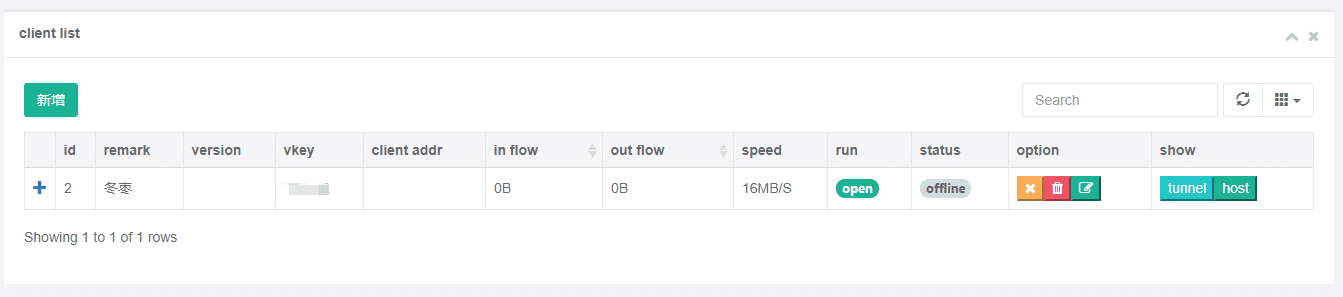 client list
新增
Search
id remark version vkey client addr in flow out flow speed run status option show
2 冬枣 0B 0B 16MB/S open offline tunnel host
Showing 1 to 1 of 1 rows